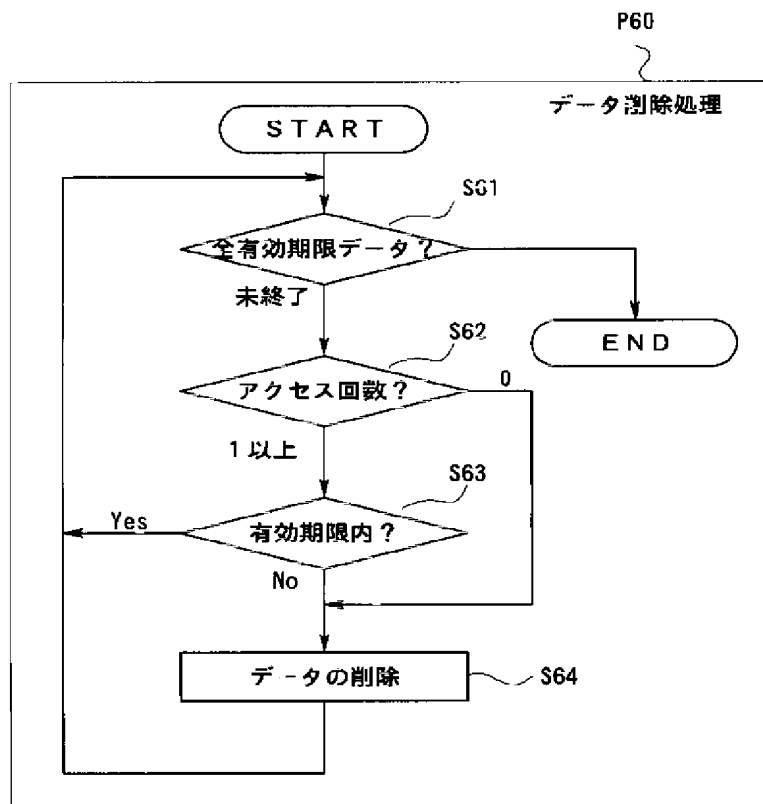 P60
データ削除処理
START
S61
全有効期限データ?
未終了
END
S62
アクセス回数?
0
1以上
S63
Yes
有効期限内?
No
データの削除
S64